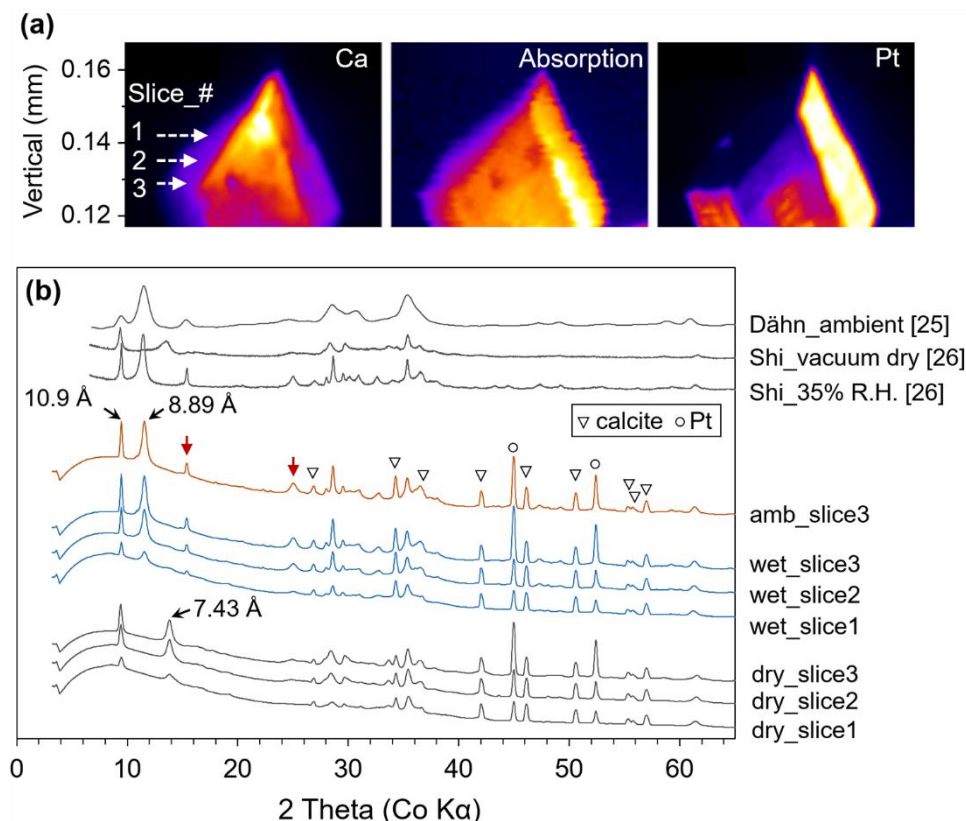 (a)
Ca
Absorption
Pt
Vertical (mm)
0.16
0.14
0.12
Slice_#
1
2
3
(b)
Dähn_ambient [25]
Shi_vacuum dry [26]
Shi_35% R.H. [26]
10.9 Å
8.89 Å
▽ calcite ○ Pt
amb_slice3
wet_slice3
wet_slice2
wet_slice1
7.43 Å
dry_slice3
dry_slice2
dry_slice1
0 10 20 30 40 50 60
2 Theta (Co Kα)